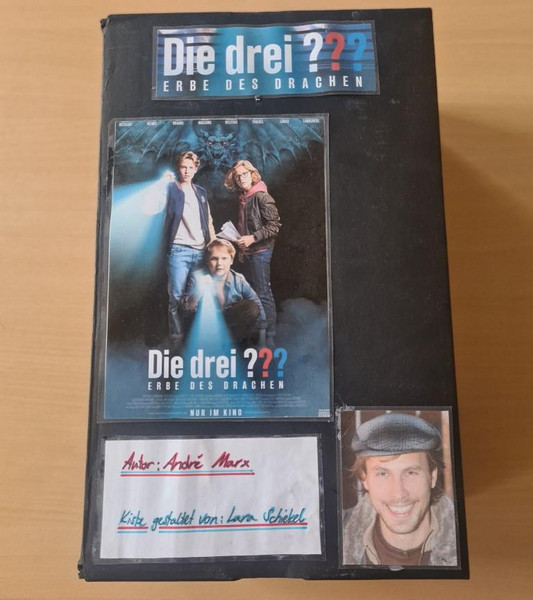 Die drei ???
ERBE DES DRACHEN
Die drei ???
ERBE DES DRACHEN
NUR IM KINO
Autor: André Marx
Kiste gestaltet von: Lara Schiebel